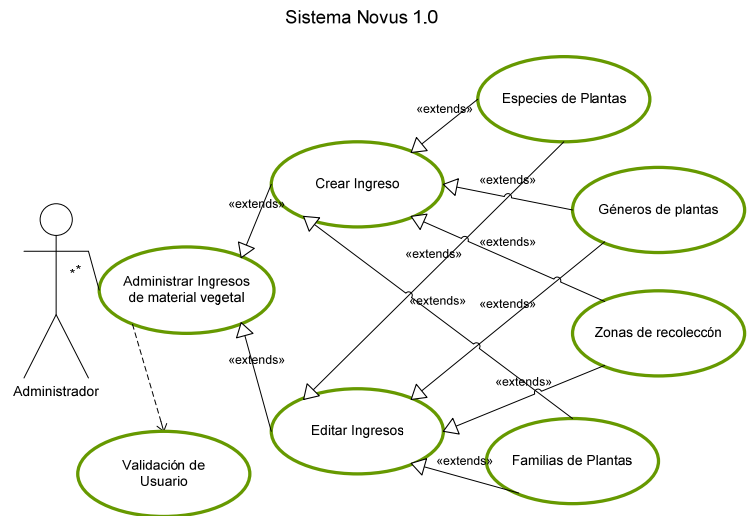 Sistema Novus 1.0
Especies de Plantas
«extends»
Crear Ingreso
«extends»
Géneros de plantas
«extends»
«extends»
«extends»
**
Administrar Ingresos
de material vegetal
«extends»
«extends»
Zonas de recoleccón
«extends»
«extends»
Administrador
Editar Ingresos
Validación de
Usuario
«extends»
Familias de Plantas